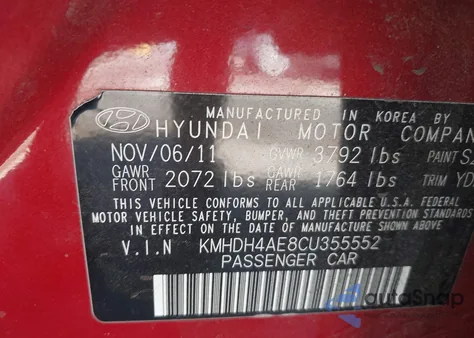 MANUFACTURED IN KOREA BY
HYUNDAI MOTOR COMPAN
NOV/06/11 GVWR 3792 lbs PAINT S
GAWR FRONT 2072 lbs GAWR REAR 1764 lbs TRIM YD
THIS VEHICLE CONFORMS TO ALL APPLICABLE U.S.A. FEDERAL
MOTOR VEHICLE SAFETY, BUMPER, AND THEFT PREVENTION STANDARDS
IN EFFECT ON THE DATE OF MANUFACTURE SHOWN ABOVE.
V.I.N KMHDH4AE8CU355552
PASSENGER CAR
autoSnap